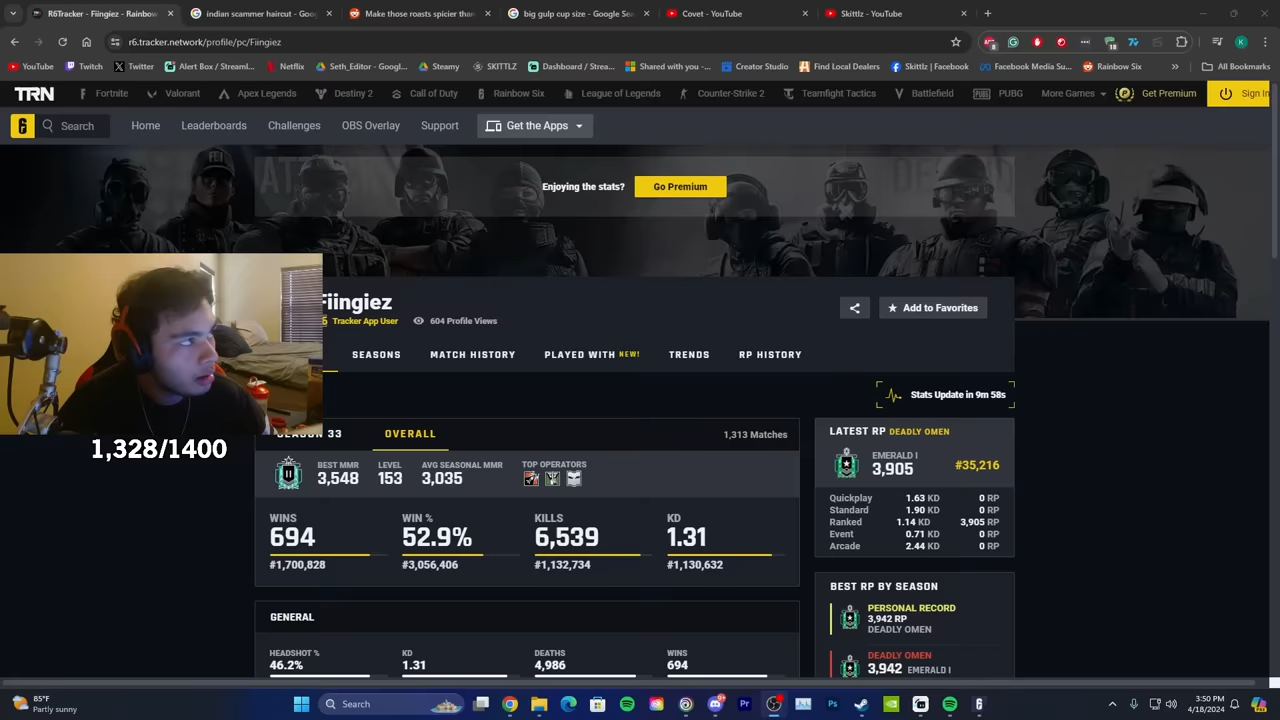 R6Tracker - Fiingiez - Rainbow
indian scammer haircut - Goo
Make those roasts spicier than
big gulp cup size - Google Sea
Covet - YouTube
Skittlz - YouTube
r6.tracker.network/profile/pc/Fiingiez
YouTube
Twitch
Twitter
Alert Box / Streaml...
Netflix
Seth_Editor - Googl...
Steamy
SKITTLZ
Dashboard / Strea...
Shared with you -...
Creator Studio
Find Local Dealers
Skittlz | Facebook
Facebook Media Su...
Rainbow Six
All Bookmarks
TRN
Fortnite
Valorant
Apex Legends
Destiny 2
Call of Duty
Rainbow Six
League of Legends
Counter-Strike 2
Teamfight Tactics
Battlefield
PUBG
More Games
Get Premium
Sign In
6
Search
Home
Leaderboards
Challenges
OBS Overlay
Support
Get the Apps
Enjoying the stats?
Go Premium
Fiingiez
Tracker App User
604 Profile Views
Add to Favorites
SEASONS
MATCH HISTORY
PLAYED WITH NEW!
TRENDS
RP HISTORY
Stats Update in 9m 58s
1,328/1400
SEASON 33
OVERALL
1,313 Matches
BEST MMR
3,548
LEVEL
153
AVG SEASONAL MMR
3,035
TOP OPERATORS
WINS
694
#1,700,828
WIN %
52.9%
#3,056,406
KILLS
6,539
#1,132,734
KD
1.31
#1,130,632
GENERAL
HEADSHOT %
46.2%
KD
1.31
DEATHS
4,986
WINS
694
LATEST RP DEADLY OMEN
EMERALD I
3,905
#35,216
Quickplay 1.63 KD 0 RP
Standard 1.90 KD 0 RP
Ranked 1.14 KD 3,905 RP
Event 0.71 KD 0 RP
Arcade 2.44 KD 0 RP
BEST RP BY SEASON
PERSONAL RECORD
3,942 RP
DEADLY OMEN
DEADLY OMEN
3,942 EMERALD I
85°F
Partly sunny
Search
3:50 PM
4/18/2024